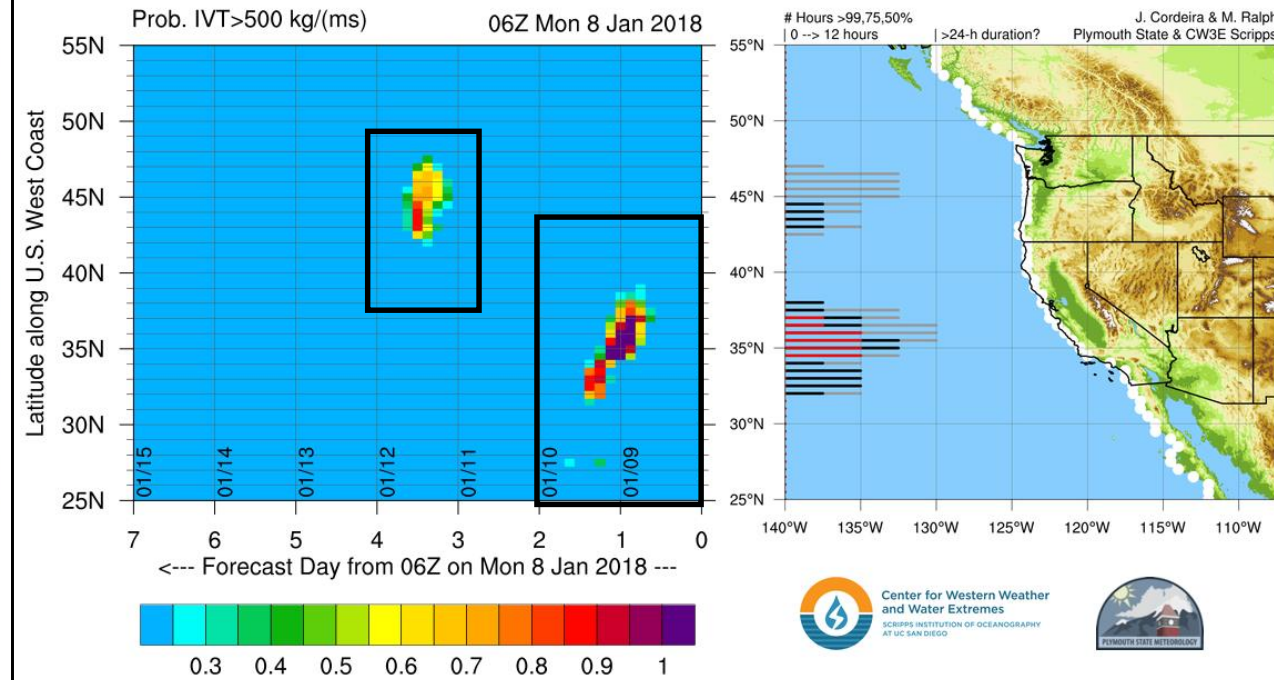 Prob. IVT>500 kg/(ms)
06Z Mon 8 Jan 2018
Latitude along U.S. West Coast
55N
50N
45N
40N
35N
30N
25N
01/15
01/14
01/13
01/12
01/11
01/10
01/09
7 6 5 4 3 2 1 0
<--- Forecast Day from 06Z on Mon 8 Jan 2018 ---
0.3 0.4 0.5 0.6 0.7 0.8 0.9 1
# Hours >99,75,50%
| 0 --> 12 hours
| >24-h duration?
J. Cordeira & M. Ralph
Plymouth State & CW3E Scripps
55°N
50°N
45°N
40°N
35°N
30°N
25°N
140°W 135°W 130°W 125°W 120°W 115°W 110°W
Center for Western Weather
and Water Extremes
SCRIPPS INSTITUTION OF OCEANOGRAPHY
AT UC SAN DIEGO
PLYMOUTH STATE METEOROLOGY